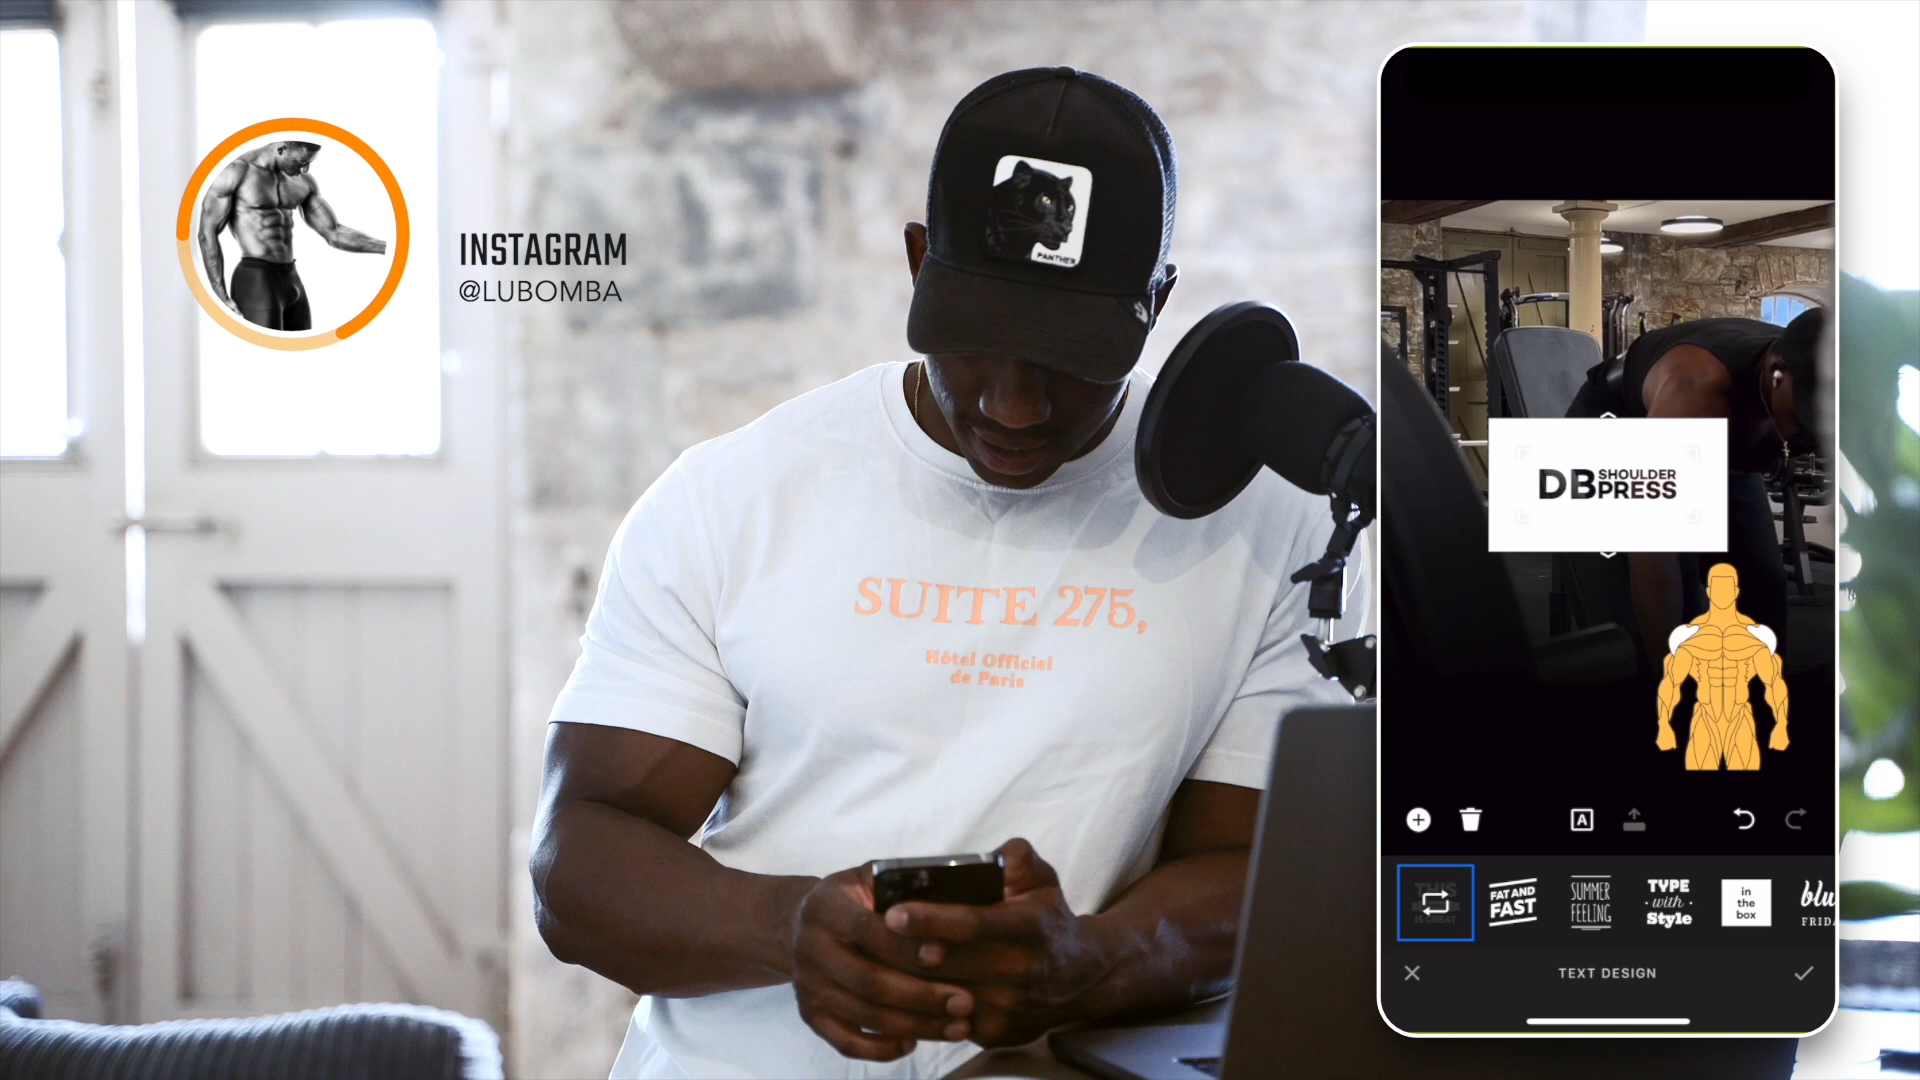 INSTAGRAM
@LUBOMBA
PANTHER
SUITE 275,
Hôtel Officiel
de Paris
DB SHOULDER
PRESS
A
FAT AND
FAST
SUMMER
FEELING
TYPE
with
Style
in
the
box
TEXT DESIGN